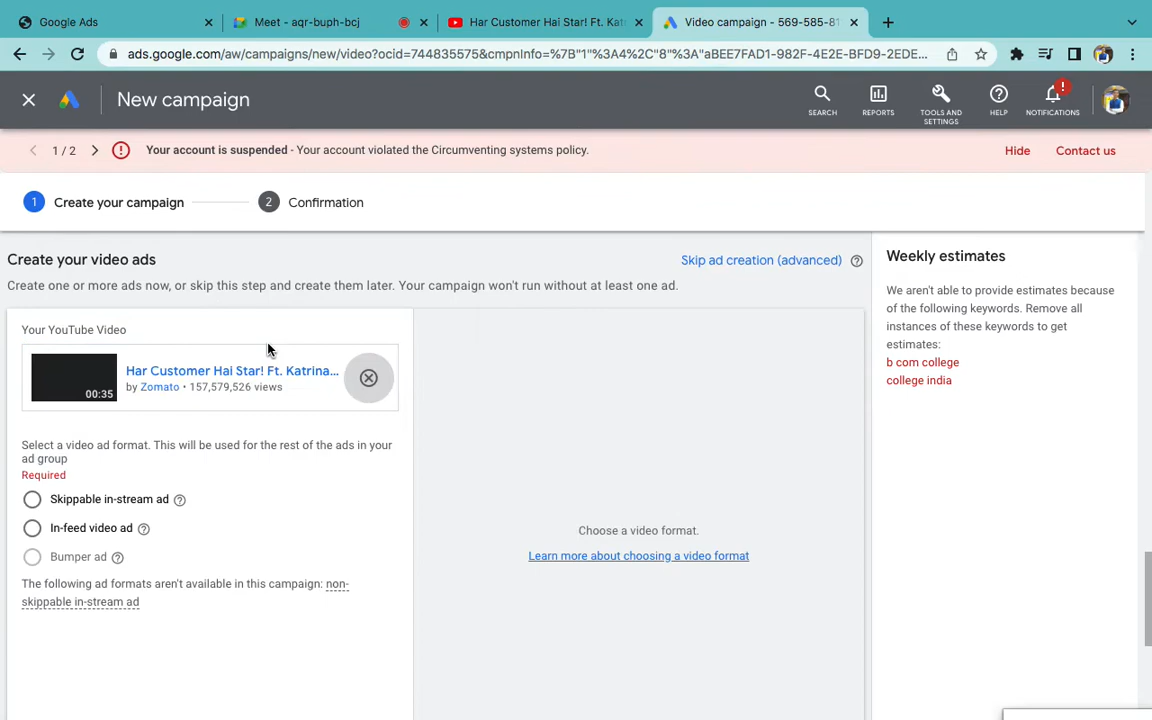 Google Ads
Meet - aqr-buph-bcj
Har Customer Hai Star! Ft. Kat
Video campaign - 569-585-81
ads.google.com/aw/campaigns/new/video?ocid=744835575&cmpnInfo=%7B"1"%3A4%2C"8"%3A"aBEE7FAD1-982F-4E2E-BFD9-2EDE...
New campaign
SEARCH
REPORTS
TOOLS AND
SETTINGS
HELP
NOTIFICATIONS
1 / 2
Your account is suspended - Your account violated the Circumventing systems policy.
Hide
Contact us
1 Create your campaign
2 Confirmation
Create your video ads
Skip ad creation (advanced)
Create one or more ads now, or skip this step and create them later. Your campaign won't run without at least one ad.
Your YouTube Video
00:35
Har Customer Hai Star! Ft. Katrina...
by Zomato • 157,579,526 views
Select a video ad format. This will be used for the rest of the ads in your
ad group
Required
Skippable in-stream ad
In-feed video ad
Bumper ad
The following ad formats aren't available in this campaign: non-
skippable in-stream ad
Choose a video format.
Learn more about choosing a video format
Weekly estimates
We aren't able to provide estimates because
of the following keywords. Remove all
instances of these keywords to get
estimates:
b com college
college india